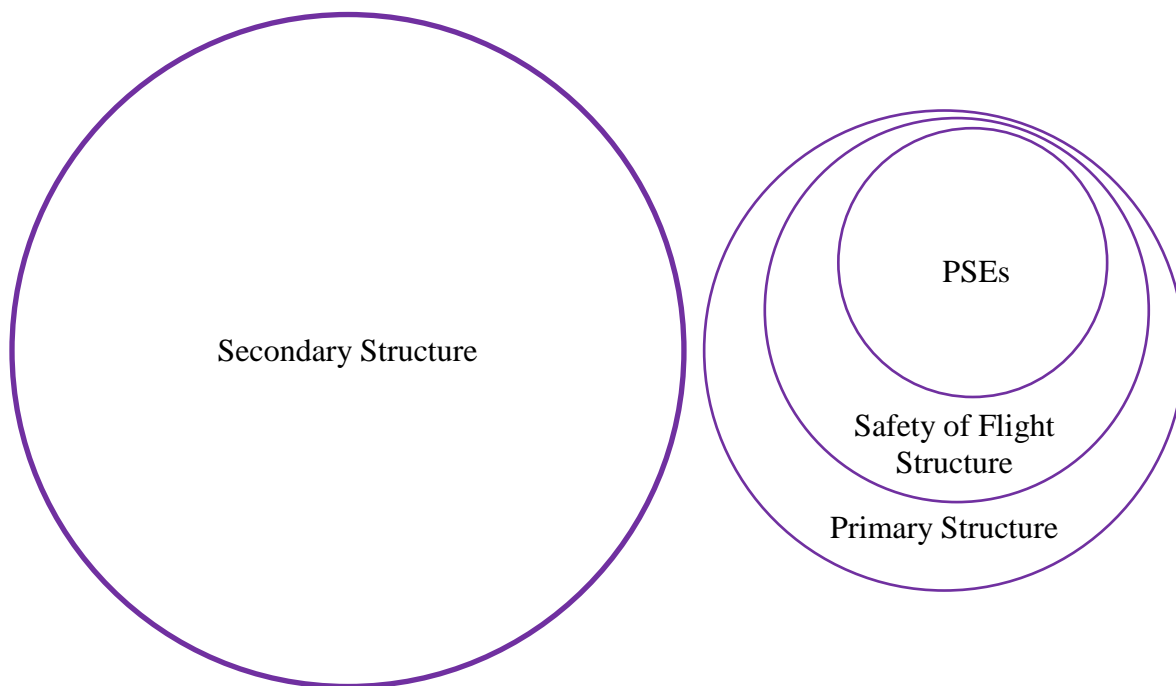 Secondary Structure
PSEs
Safety of Flight
Structure
Primary Structure